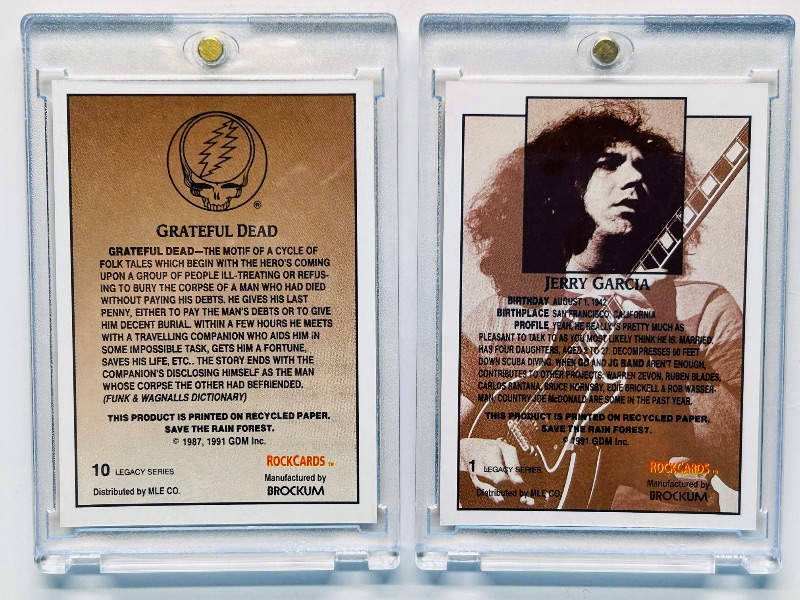 ®
GRATEFUL DEAD
GRATEFUL DEAD—THE MOTIF OF A CYCLE OF
FOLK TALES WHICH BEGIN WITH THE HERO'S COMING
UPON A GROUP OF PEOPLE ILL-TREATING OR REFUS-
ING TO BURY THE CORPSE OF A MAN WHO HAD DIED
WITHOUT PAYING HIS DEBTS. HE GIVES HIS LAST
PENNY, EITHER TO PAY THE MAN'S DEBTS OR TO GIVE
HIM DECENT BURIAL. WITHIN A FEW HOURS HE MEETS
WITH A TRAVELLING COMPANION WHO AIDS HIM IN
SOME IMPOSSIBLE TASK, GETS HIM A FORTUNE,
SAVES HIS LIFE, ETC.. THE STORY ENDS WITH THE
COMPANION'S DISCLOSING HIMSELF AS THE MAN
WHOSE CORPSE THE OTHER HAD BEFRIENDED.
(FUNK & WAGNALLS DICTIONARY)
THIS PRODUCT IS PRINTED ON RECYCLED PAPER.
SAVE THE RAIN FOREST.
© 1987, 1991 GDM Inc.
ROCKCARDS TM
10 LEGACY SERIES
Manufactured by
Distributed by MLE CO.
BROCKUM
JERRY GARCIA
BIRTHDAY AUGUST 1, 1942
BIRTHPLACE SAN FRANCISCO, CALIFORNIA
PROFILE YEAH, HE REALLY IS PRETTY MUCH AS
PLEASANT TO TALK TO AS YOU MOST LIKELY THINK HE IS. MARRIED.
HAS FOUR DAUGHTERS, AGED 2 TO 27. DECOMPRESSES 50 FEET
DOWN SCUBA DIVING. WHEN GD AND JG BAND AREN'T ENOUGH,
CONTRIBUTES TO OTHER PROJECTS: WARREN ZEVON, RUBEN BLADES,
CARLOS SANTANA, BRUCE HORNSBY, EDIE BRICKELL & ROB WASSER-
MAN, COUNTRY JOE McDONALD ARE SOME IN THE PAST YEAR.
THIS PRODUCT IS PRINTED ON RECYCLED PAPER.
SAVE THE RAIN FOREST.
© 1991 GDM Inc.
1 LEGACY SERIES
ROCKCARDS TM
Manufactured by
Distributed by MLE CO.
BROCKUM